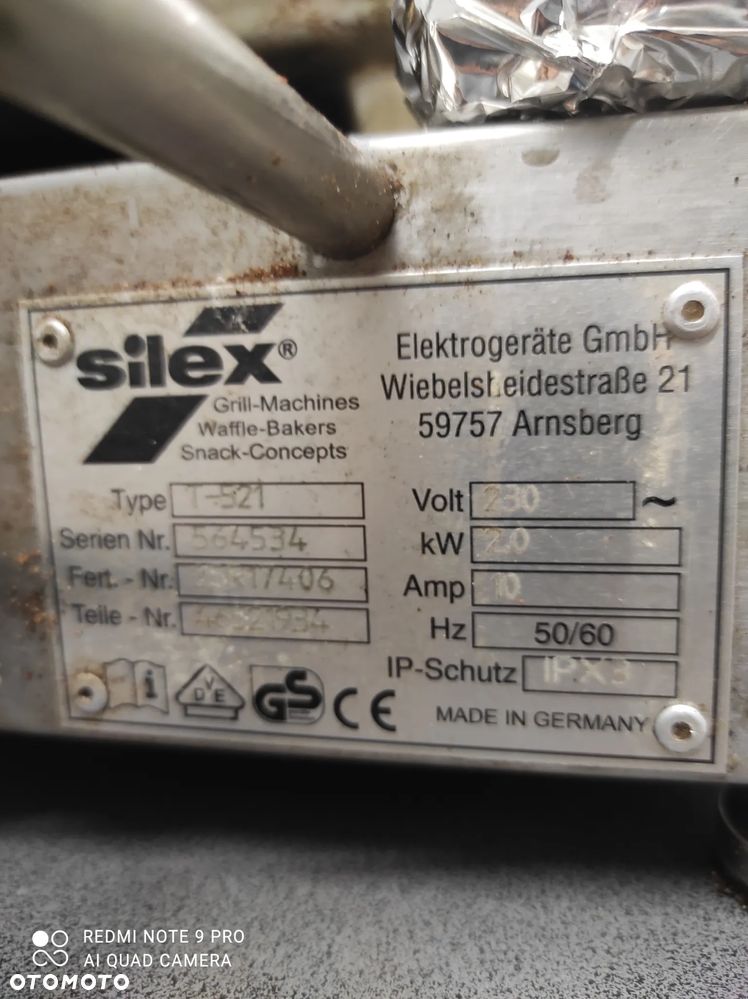 silex®
Grill-Machines
Waffle-Bakers
Snack-Concepts
Elektrogeräte GmbH
Wiebelsheidestraße 21
59757 Arnsberg
Type T-521
Serien Nr. 564534
Fert. - Nr.
Teile - Nr.
Volt 230 ~
kW 2.0
Amp 10
Hz 50/60
IP-Schutz IPX3
i
VDE
GS
CE
MADE IN GERMANY
REDMI NOTE 9 PRO
AI QUAD CAMERA
OTOMOTO